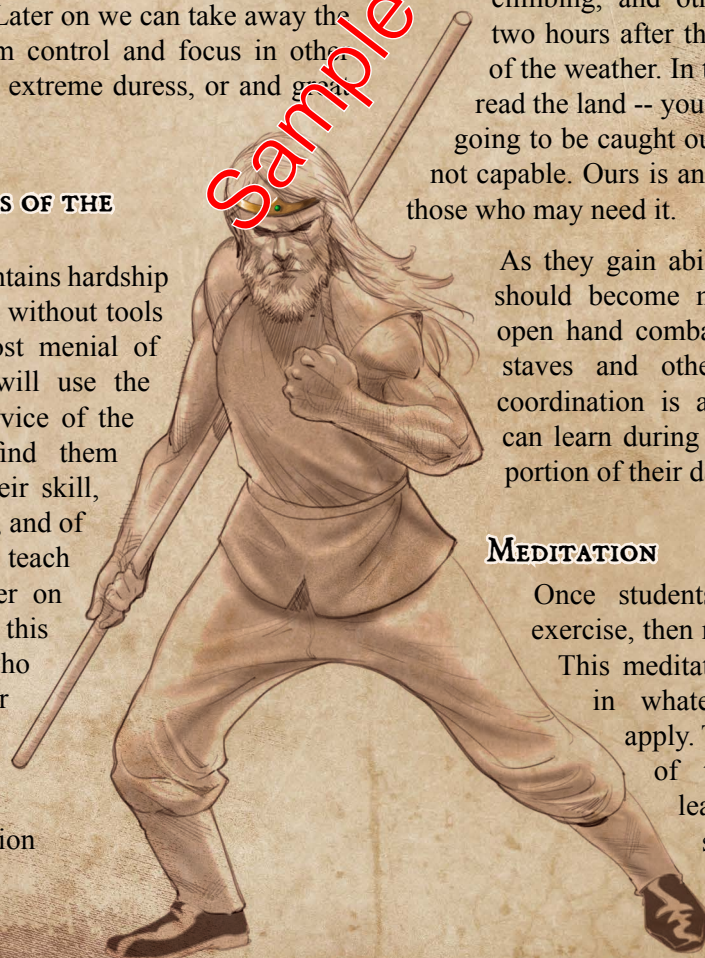 Later on we can take away the
m control and focus in other
extreme duress, or and great
S OF THE
ntains hardship
without tools
ost menial of
will use the
vice of the
find them
eir skill,
and of
teach
er on
this
ho
r
ion
Sample
climbing, and oth
two hours after th
of the weather. In t
read the land -- you
going to be caught ou
not capable. Ours is an
those who may need it.
As they gain abi
should become m
open hand comba
staves and othe
coordination is a
can learn during
portion of their d
MEDITATION
Once students
exercise, then
This meditat
in whate
apply. T
of
lea
s